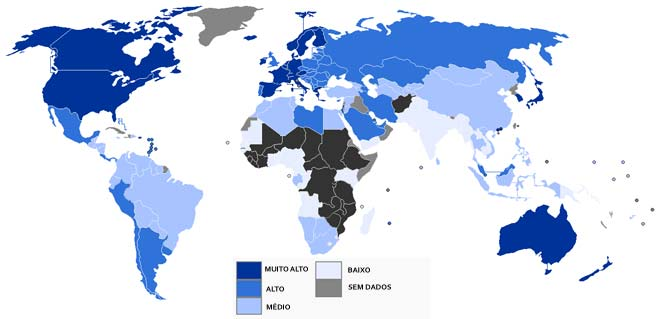 MUITO ALTO
ALTO
MÉDIO
BAIXO
SEM DADOS